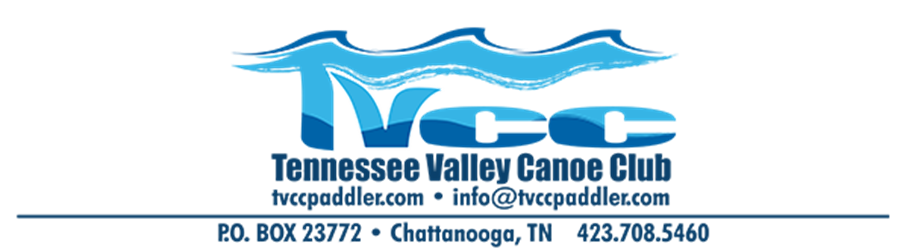 TVCC
Tennessee Valley Canoe Club
tvccpaddler.com • info@tvccpaddler.com
P.O. BOX 23772 • Chattanooga, TN 423.708.5460